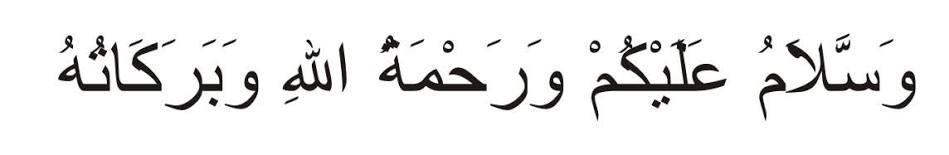 وَسَّلَامُ عَلَيْكُمْ وَرَحْمَةُ اللهِ وَبَرَكَاتُهُ